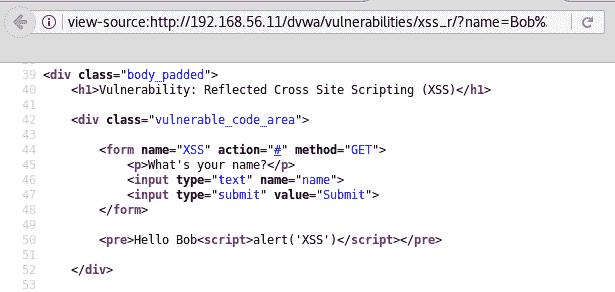 view-source:http://192.168.56.11/dvwa/vulnerabilities/xss_r/?name=Bob%
39 <div class="body_padded">
40 <h1>Vulnerability: Reflected Cross Site Scripting (XSS)</h1>
41
42 <div class="vulnerable_code_area">
43
44 <form name="XSS" action="#" method="GET">
45 <p>What's your name?</p>
46 <input type="text" name="name">
47 <input type="submit" value="Submit">
48 </form>
49
50 <pre>Hello Bob<script>alert('XSS')</script></pre>
51
52 </div>
53